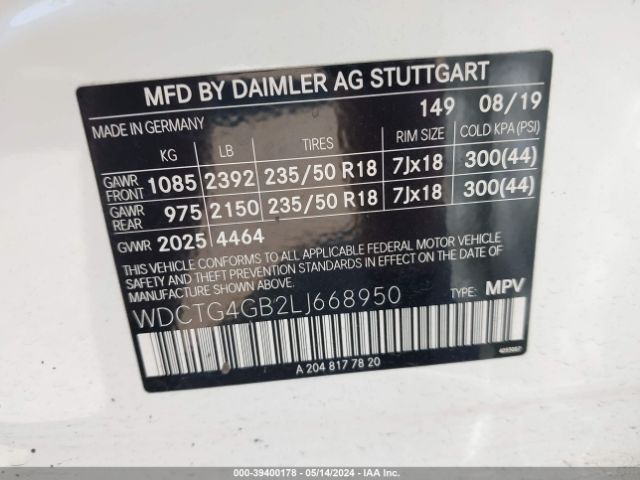 MFD BY DAIMLER AG STUTTGART
149 08/19
MADE IN GERMANY
KG LB TIRES RIM SIZE COLD KPA (PSI)
GAWR FRONT 1085 2392 235/50 R18 7Jx18 300(44)
GAWR REAR 975 2150 235/50 R18 7Jx18 300(44)
GVWR 2025 4464
THIS VEHICLE CONFORMS TO ALL APPLICABLE FEDERAL MOTOR VEHICLE
SAFETY AND THEFT PREVENTION STANDARDS IN EFFECT ON THE DATE OF
MANUFACTURE SHOWN ABOVE.
WDCTG4GB2LJ668950 TYPE: MPV
A 204 817 78 20
000-39400178 - 05/14/2024 - IAA Inc.